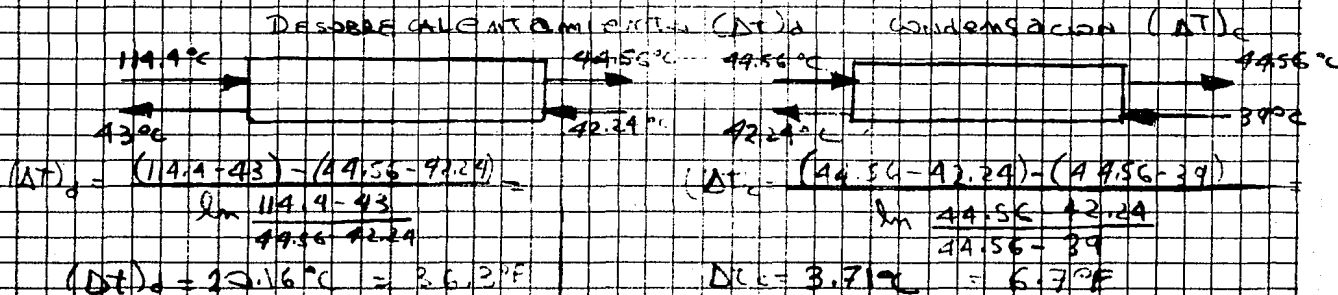 DESOBRECALENTAMIENTO (ΔT)d
Condensación (ΔT)c
114.4°C
44.56°C
43°C
42.24°C
44.56°C
44.56°C
42.24°C
39°C
(ΔT)d = (114.4-43) - (44.56-42.24) =
ln 114.4-43
44.56-42.24
(Δt)d = 20.16°C = 36.3°F
ΔTc = (44.56-42.24) - (44.56-39) =
ln 44.56-42.24
44.56-39
Δtc = 3.71°C = 6.7°F